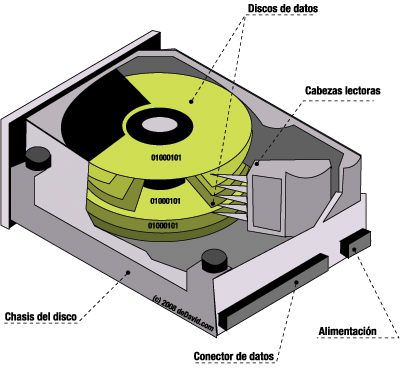 Discos de datos
Cabezas lectoras
01000101
01000101
01000101
(c) 2008 deDavid.com
Chasis del disco
Alimentación
Conector de datos